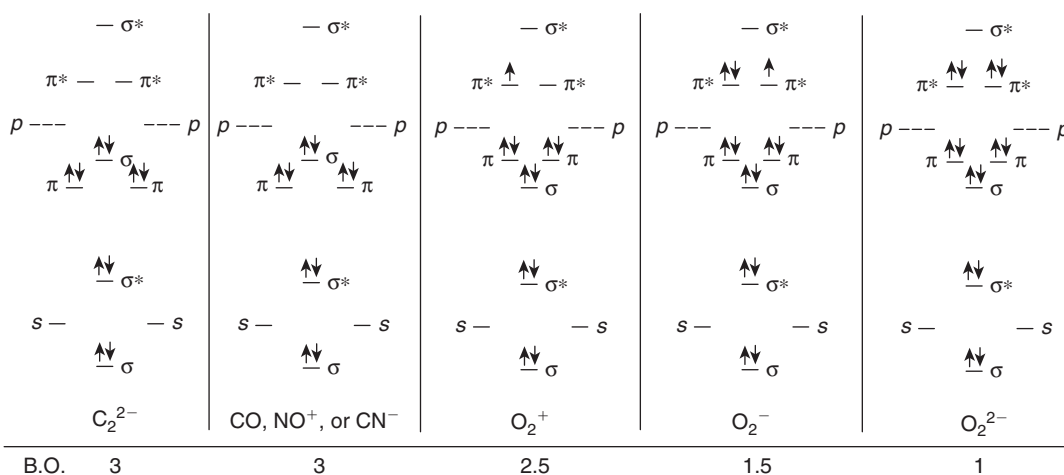 σ* σ* σ* σ* σ*
π* π* π* π* π* π* π* π* π* π*
p p p p p p p p p p
σ σ π π π π π π
π π π π σ σ σ
σ* σ* σ* σ* σ*
s s s s s s s s s s
σ σ σ σ σ
C₂²⁻ CO, NO⁺, or CN⁻ O₂⁺ O₂⁻ O₂²⁻
B.O. 3 3 2.5 1.5 1